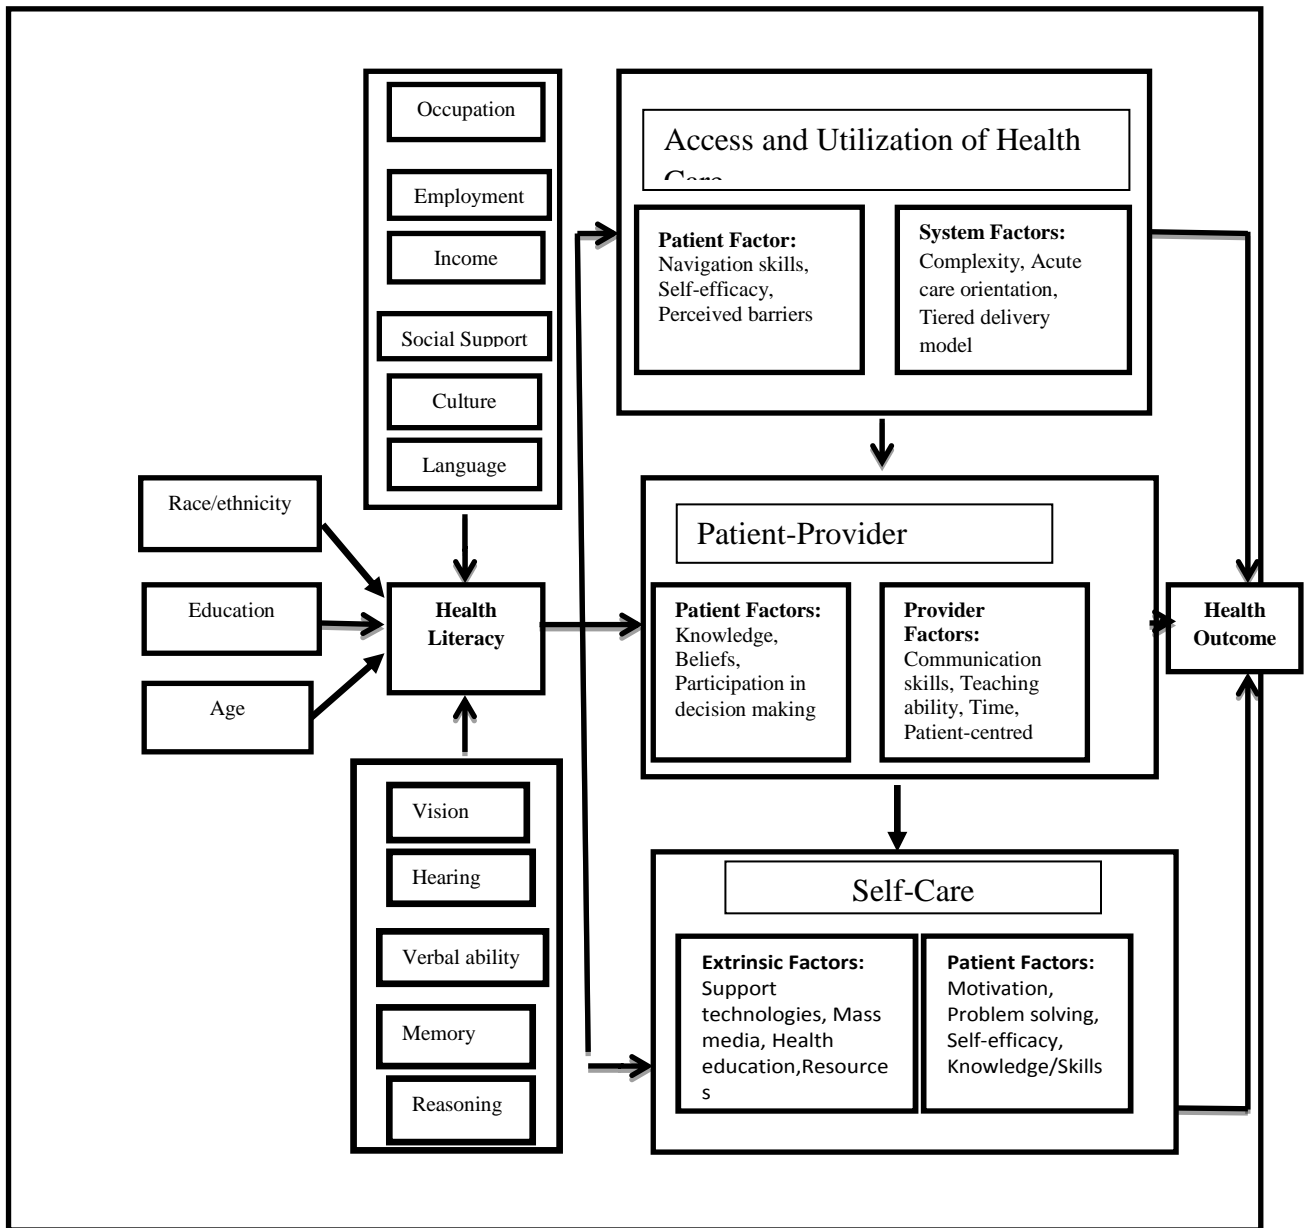 Occupation
Employment
Income
Social Support
Culture
Language
Race/ethnicity
Education
Age
Health
Literacy
Vision
Hearing
Verbal ability
Memory
Reasoning
Access and Utilization of Health
Care
Patient Factor:
Navigation skills,
Self-efficacy,
Perceived barriers
System Factors:
Complexity, Acute
care orientation,
Tiered delivery
model
Patient-Provider
Patient Factors:
Knowledge,
Beliefs,
Participation in
decision making
Provider
Factors:
Communication
skills, Teaching
ability, Time,
Patient-centred
Self-Care
Extrinsic Factors:
Support
technologies, Mass
media, Health
education,Resource
s
Patient Factors:
Motivation,
Problem solving,
Self-efficacy,
Knowledge/Skills
Health
Outcome